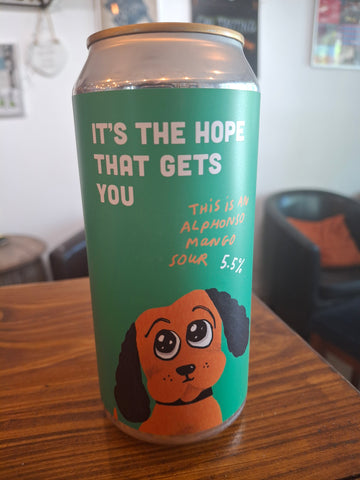 IT'S THE HOPE
THAT GETS
YOU
THIS IS AN
ALPHONSO
MANGO
SOUR 5.5%